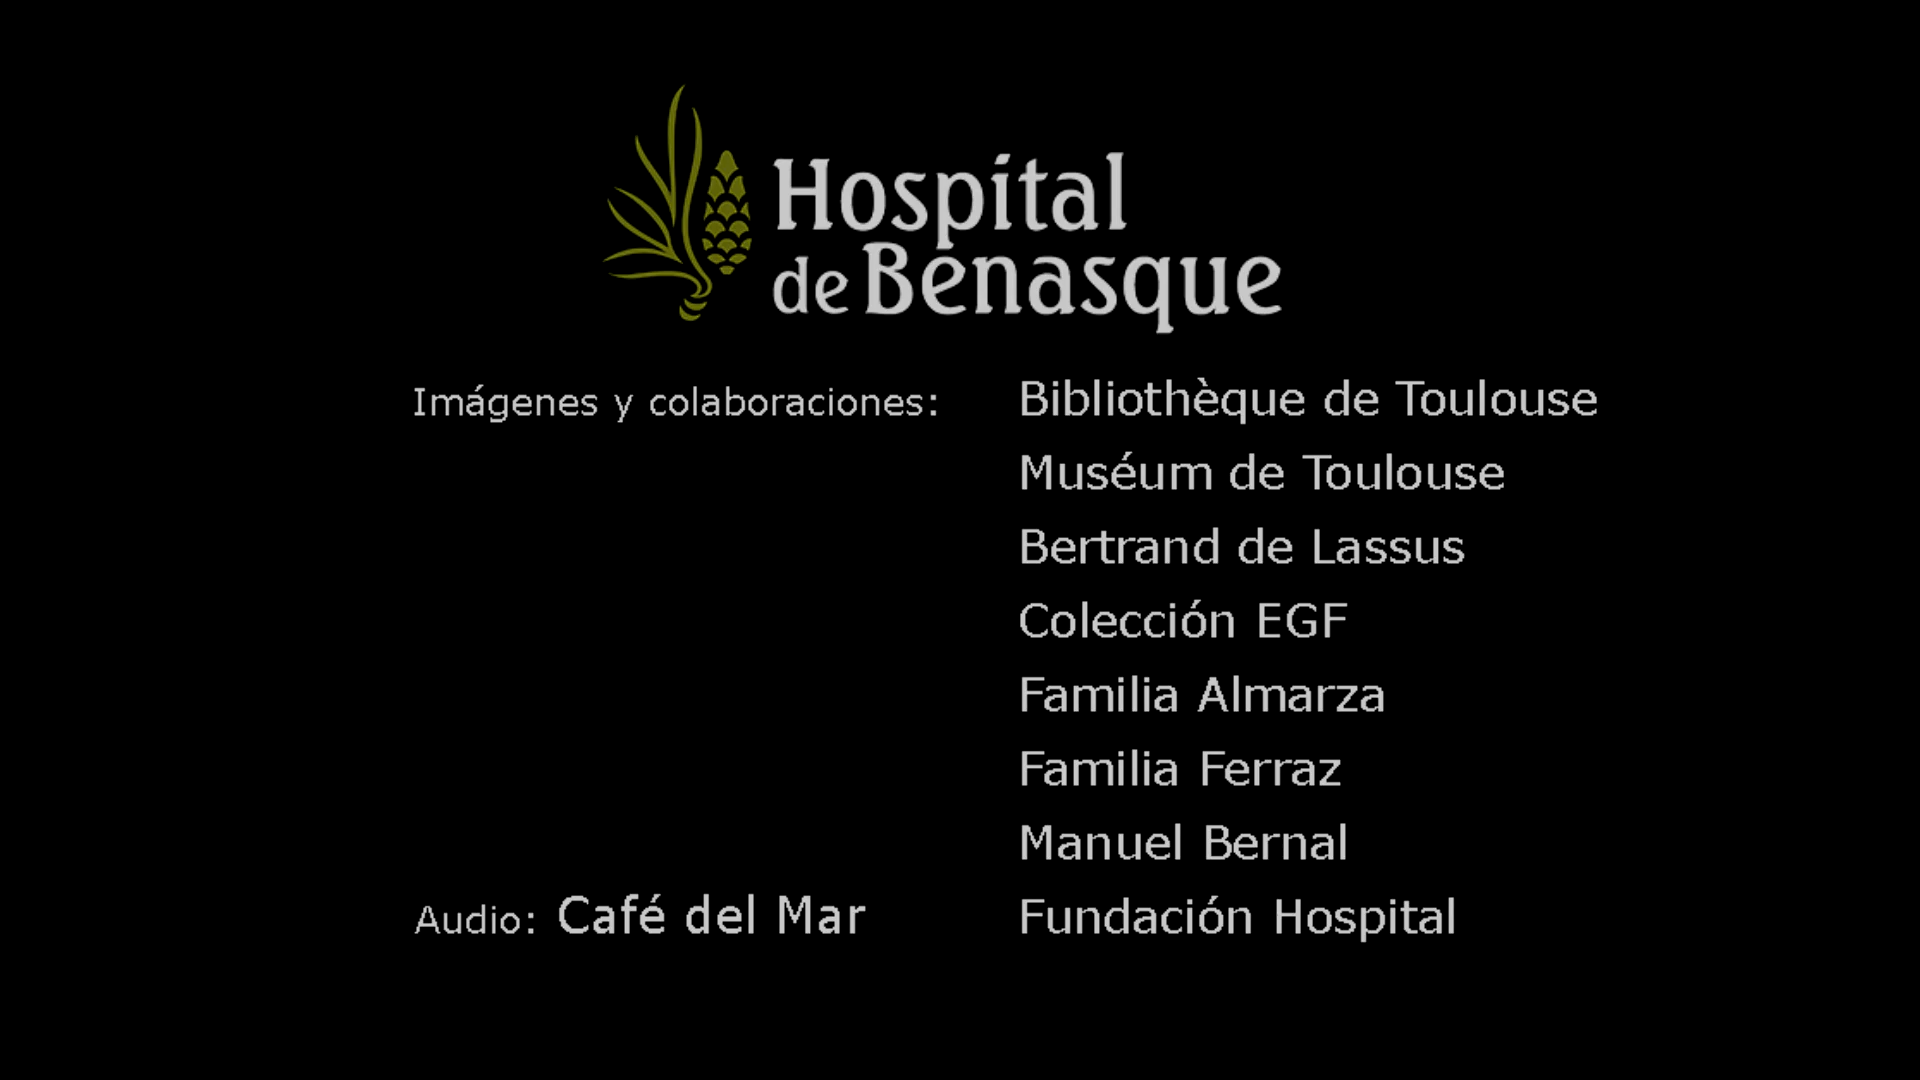 Hospital
de Benasque
Imágenes y colaboraciones: Bibliothèque de Toulouse
Muséum de Toulouse
Bertrand de Lassus
Colección EGF
Familia Almarza
Familia Ferraz
Manuel Bernal
Audio: Café del Mar Fundación Hospital